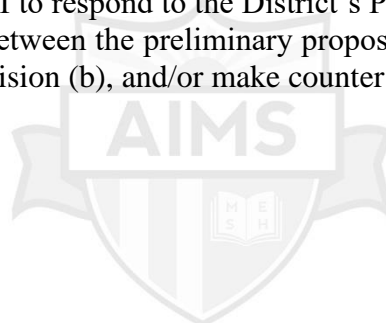 to respond to the District’s P
etween the preliminary propos
ision (b), and/or make counter
AIMS
M E
S H